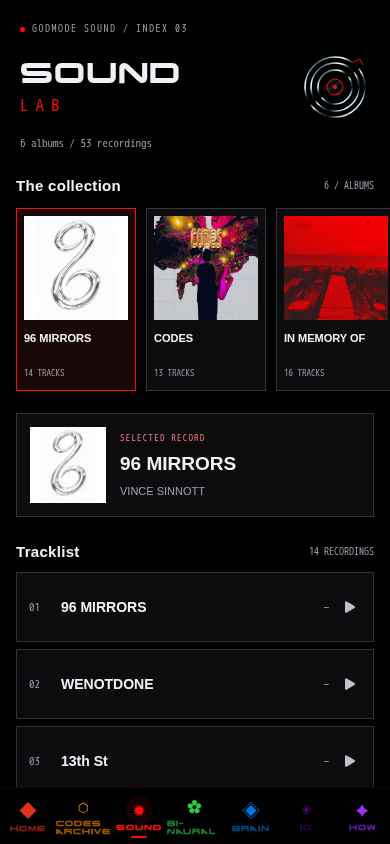 GODMODE SOUND / INDEX 03
SOUND
LAB
6 albums / 53 recordings
The collection
6 / ALBUMS
CODES
96 MIRRORS
CODES
IN MEMORY OF
14 TRACKS
13 TRACKS
16 TRACKS
SELECTED RECORD
96 MIRRORS
VINCE SINNOTT
Tracklist
14 RECORDINGS
01 96 MIRRORS –
02 WENOTDONE –
03 13th St –
HOME
CODES ARCHIVE
SOUND
BI-NAURAL
BRAIN
IQ
HOW